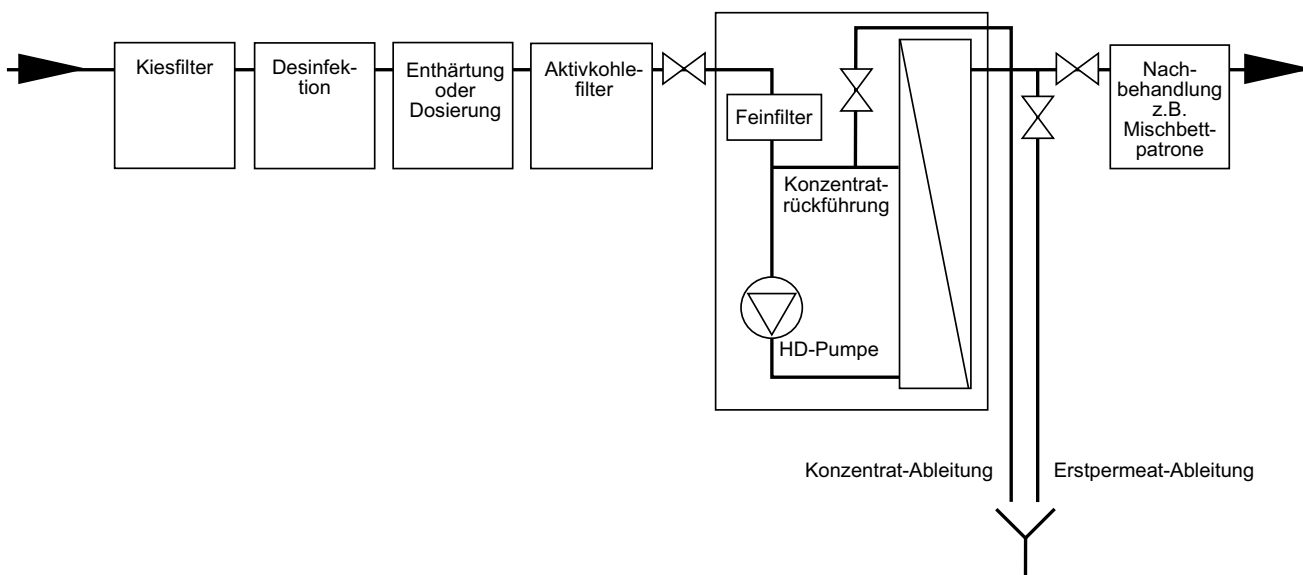 Kiesfilter
Desinfek-
tion
Enthärtung
oder
Dosierung
Aktivkohle-
filter
Feinfilter
Konzentrat-
rückführung
HD-Pumpe
Nach-
behandlung
z.B.
Mischbett-
patrone
Konzentrat-Ableitung
Erstpermeat-Ableitung